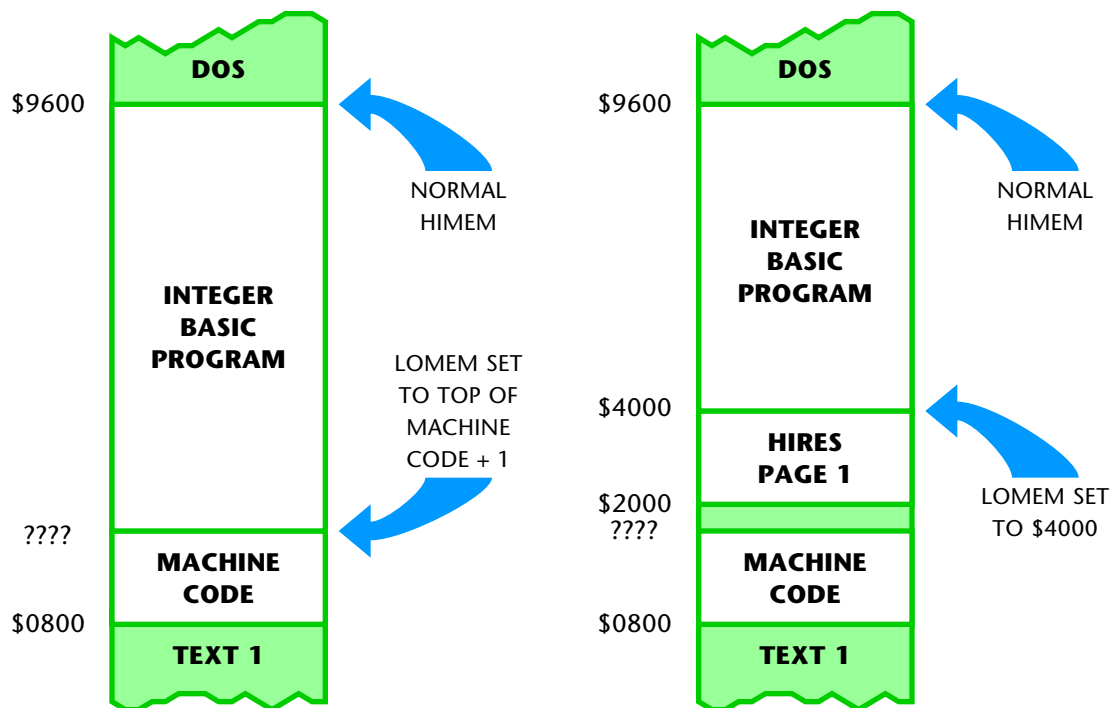 DOS
$9600
NORMAL
HIMEM
INTEGER
BASIC
PROGRAM
LOMEM SET
TO TOP OF
MACHINE
CODE + 1
????
MACHINE
CODE
$0800
TEXT 1
DOS
$9600
NORMAL
HIMEM
INTEGER
BASIC
PROGRAM
$4000
HIRES
PAGE 1
LOMEM SET
TO $4000
$2000
????
MACHINE
CODE
$0800
TEXT 1